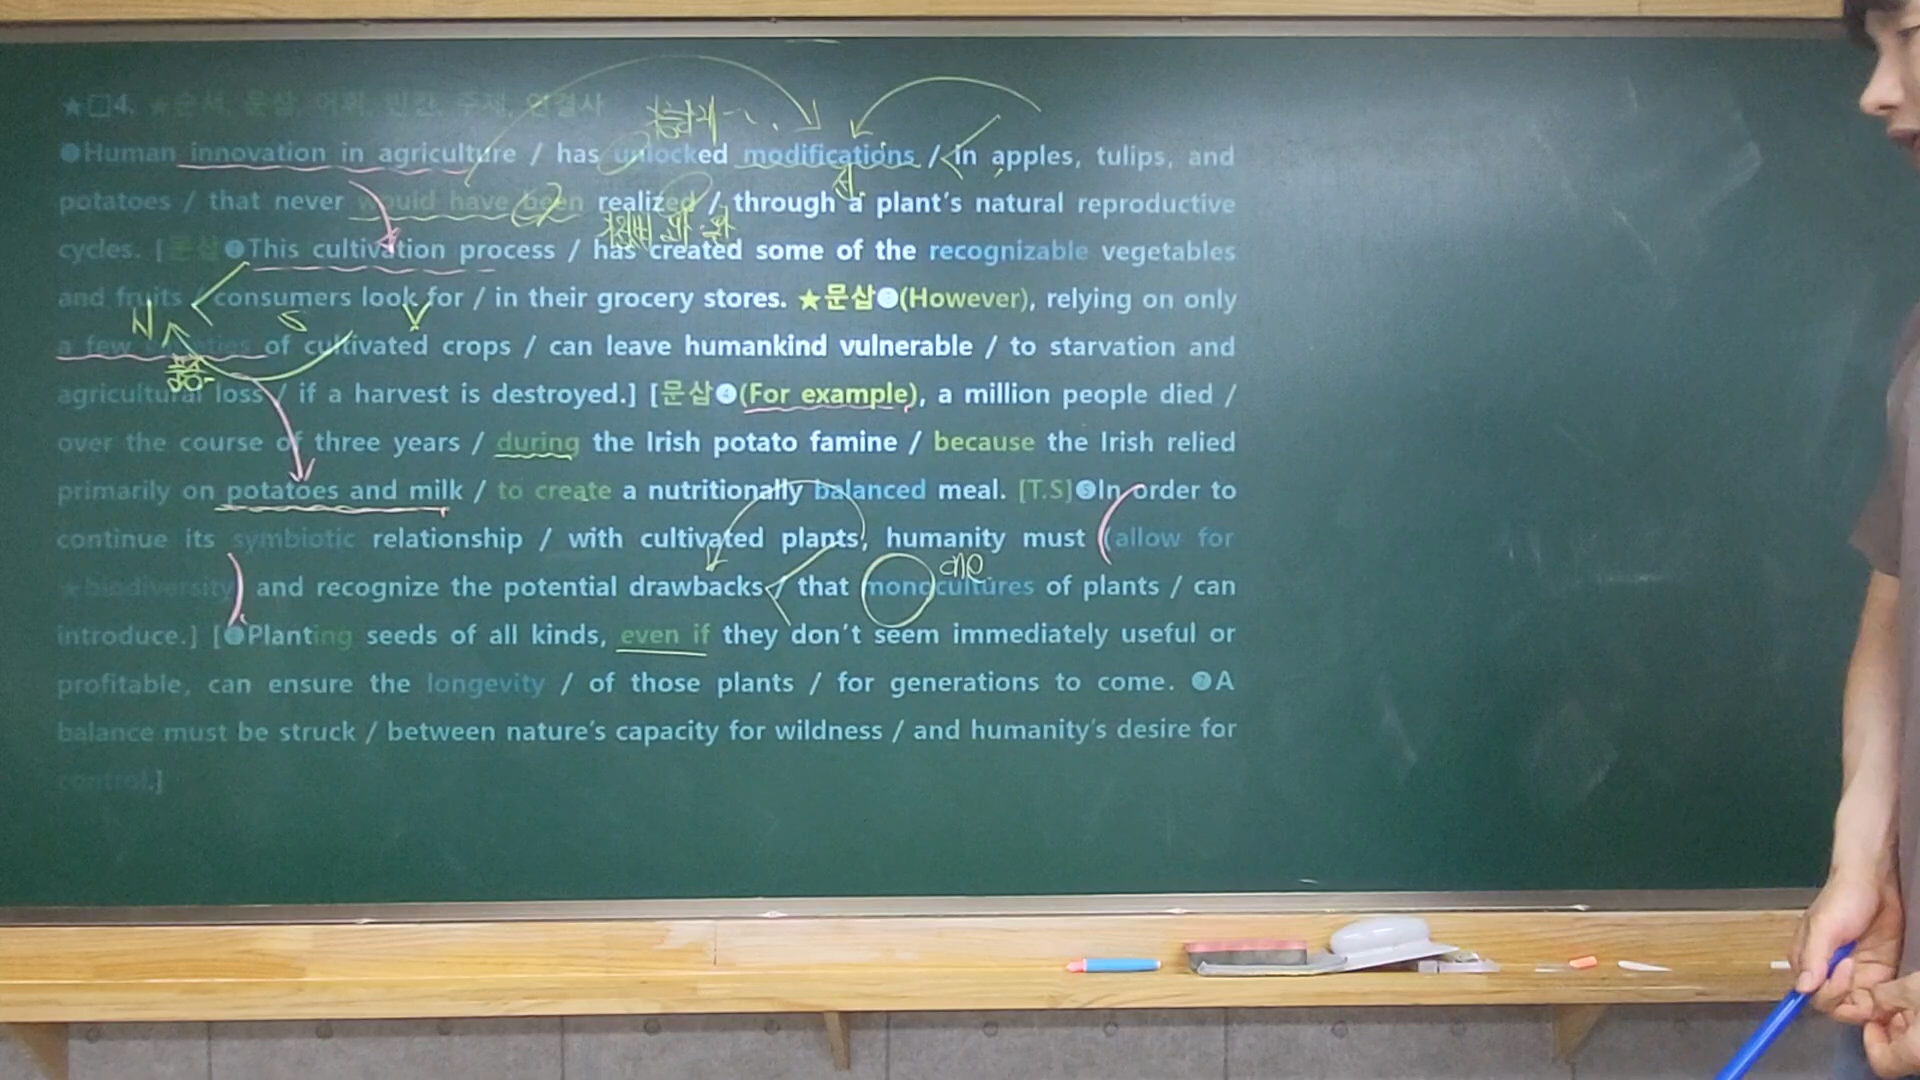 ★□4. ★순서, 문삽, 어휘, 빈칸, 주제, 연결사
❶Human innovation in agriculture / has unlocked modifications / in apples, tulips, and
potatoes / that never would have been realized / through a plant's natural reproductive
cycles. [문삽❷This cultivation process / has created some of the recognizable vegetables
and fruits / consumers look for / in their grocery stores. ★문삽❸(However), relying on only
N S V
a few varieties of cultivated crops / can leave humankind vulnerable / to starvation and
agricultural loss / if a harvest is destroyed.] [문삽❹(For example), a million people died /
over the course of three years / during the Irish potato famine / because the Irish relied
primarily on potatoes and milk / to create a nutritionally balanced meal. [T.S]❺In order to
continue its symbiotic relationship / with cultivated plants, humanity must (allow for
★biodiversity) and recognize the potential drawbacks / that monocultures of plants / can
one
introduce.] [❻Planting seeds of all kinds, even if they don't seem immediately useful or
profitable, can ensure the longevity / of those plants / for generations to come. ❼A
balance must be struck / between nature's capacity for wildness / and humanity's desire for
control.]